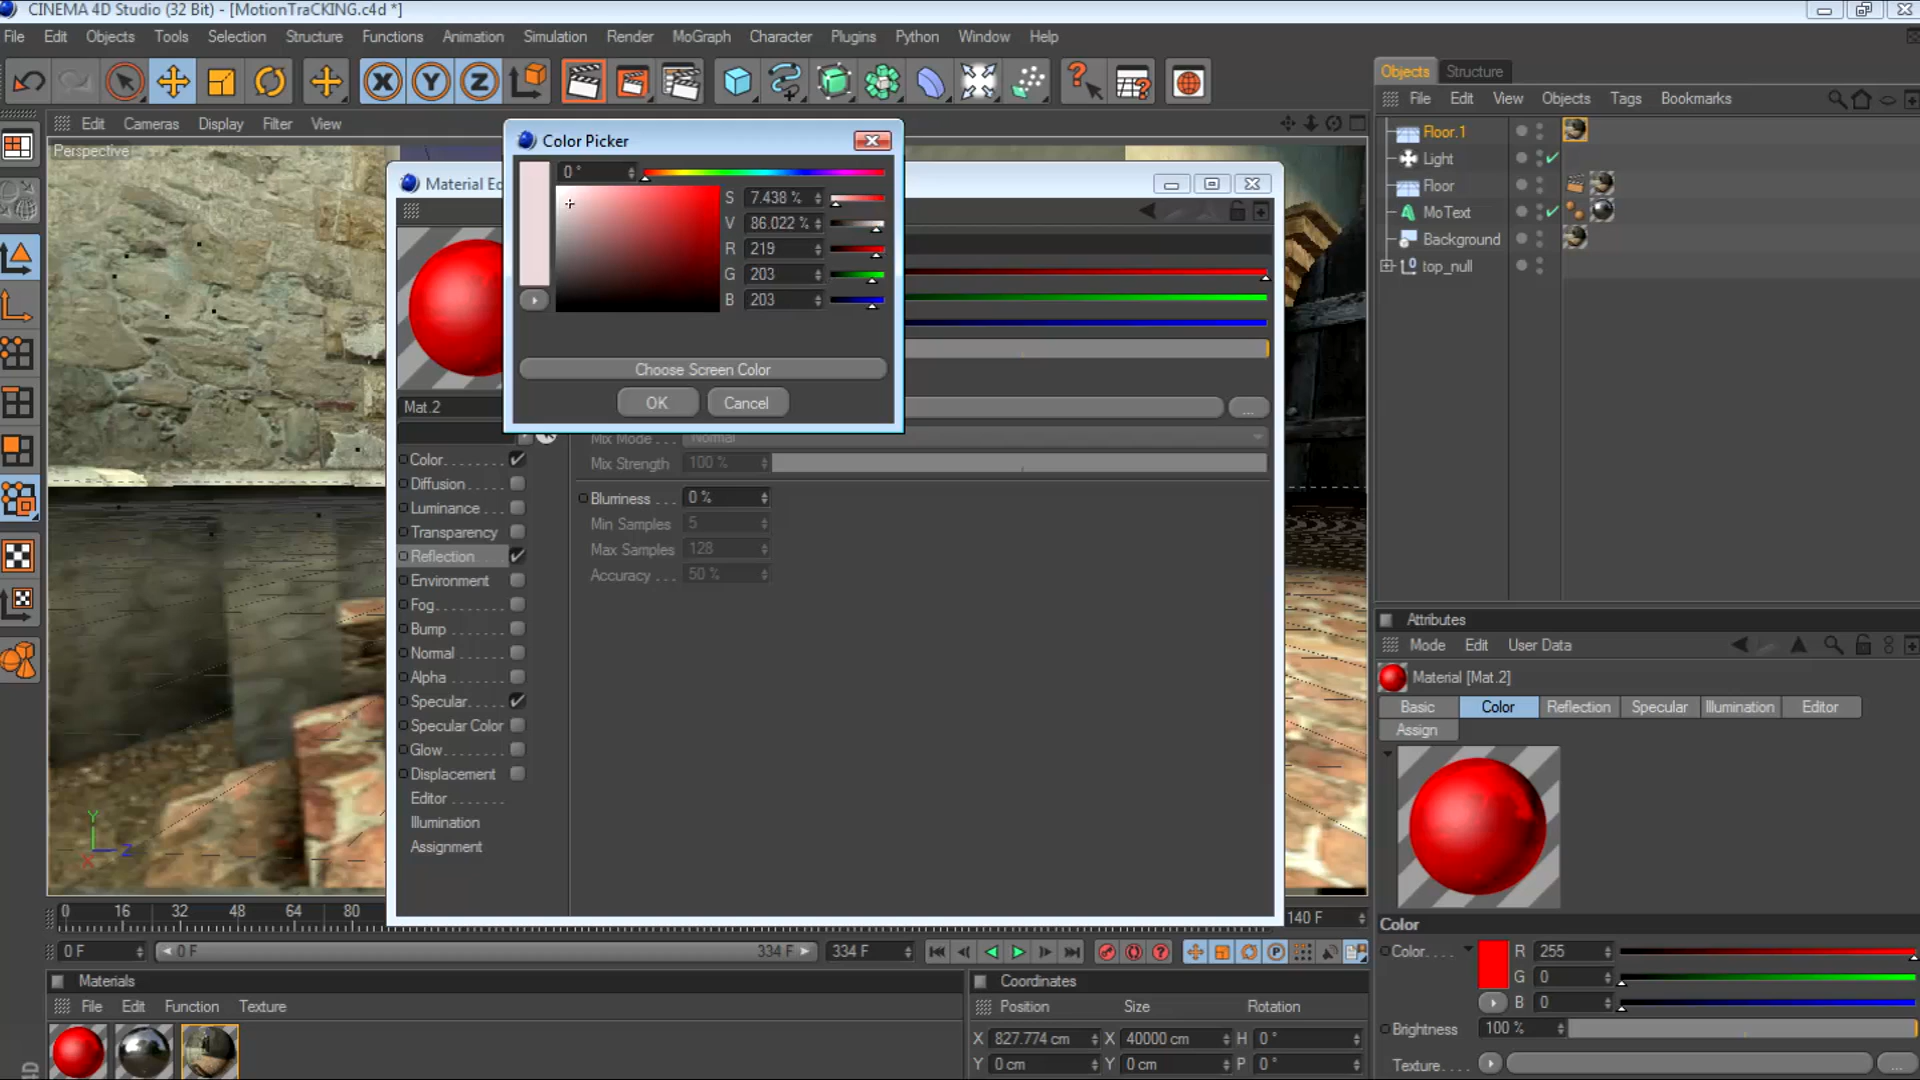 CINEMA 4D Studio (32 Bit) - [MotionTraCKING.c4d *]
File Edit Objects Tools Selection Structure Functions Animation Simulation Render MoGraph Character Plugins Python Window Help
X Y Z
Edit Cameras Display Filter View
Perspective
Color Picker
0 °
S 7.438 %
V 86.022 %
R 219
G 203
B 203
Choose Screen Color
OK Cancel
Mat.2
...
Mix Mode . . . Normal
Mix Strength 100 %
Color
Diffusion
Luminance
Transparency
Reflection
Environment
Fog
Bump
Normal
Alpha
Specular
Specular Color
Glow
Displacement
Editor
Illumination
Assignment
Blurriness . . . 0 %
Min Samples 5
Max Samples 128
Accuracy . . . 50 %
Objects Structure
File Edit View Objects Tags Bookmarks
Floor.1
Light
Floor
MoText
Background
top_null
Attributes
Mode Edit User Data
Material [Mat.2]
Basic Color Reflection Specular Illumination Editor
Assign
Color
Color. . . . R 255
G 0
B 0
Brightness 100 %
Texture. . . . ...
0 16 32 48 64 80
140 F
0 F 0 F 334 F 334 F
Materials
File Edit Function Texture
Coordinates
Position Size Rotation
X 827.774 cm X 40000 cm H 0 °
Y 0 cm Y 0 cm P 0 °